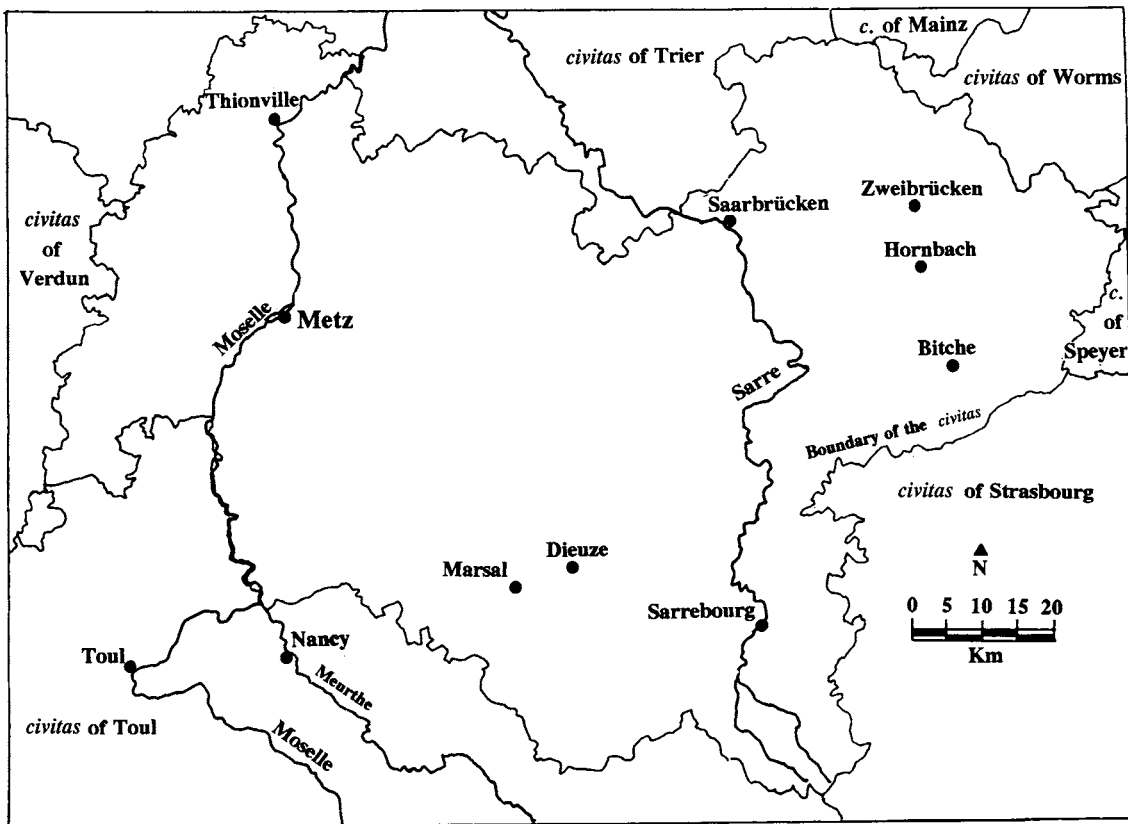 c. of Mainz
civitas of Trier
civitas of Worms
Thionville
Zweibrücken
Saarbrücken
civitas
of
Verdun
Hornbach
c.
of
Speyer
Moselle
Metz
Bitche
Sarre
Boundary of the civitas
civitas of Strasbourg
Dieuze
Marsal
N
Sarrebourg
0 5 10 15 20
Km
Nancy
Toul
Meurthe
civitas of Toul
Moselle